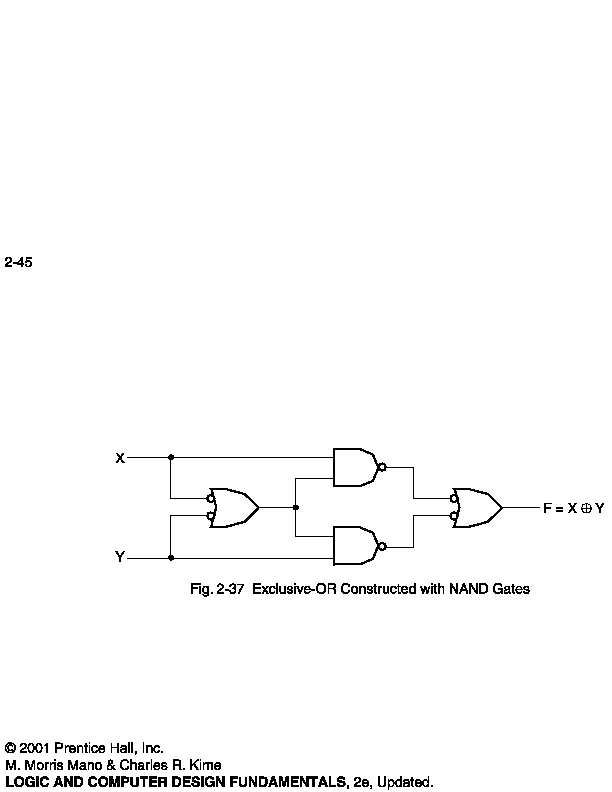 2-45
X
F = X ⊕ Y
Y
Fig. 2-37 Exclusive-OR Constructed with NAND Gates
© 2001 Prentice Hall, Inc.
M. Morris Mano & Charles R. Kime
LOGIC AND COMPUTER DESIGN FUNDAMENTALS, 2e, Updated.